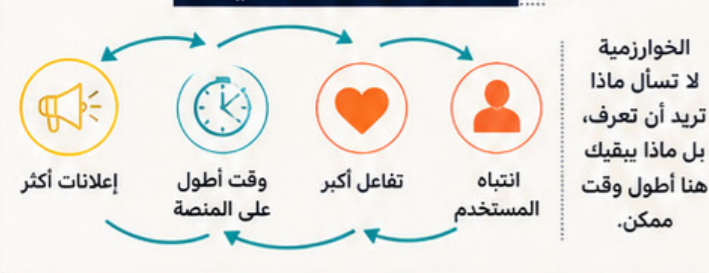 الخوارزمية
لا تسأل ماذا
تريد أن تعرف،
بل ماذا يبقيك
هنا أطول وقت
ممكن.
انتباه
المستخدم
تفاعل أكبر
وقت أطول
على المنصة
إعلانات أكثر